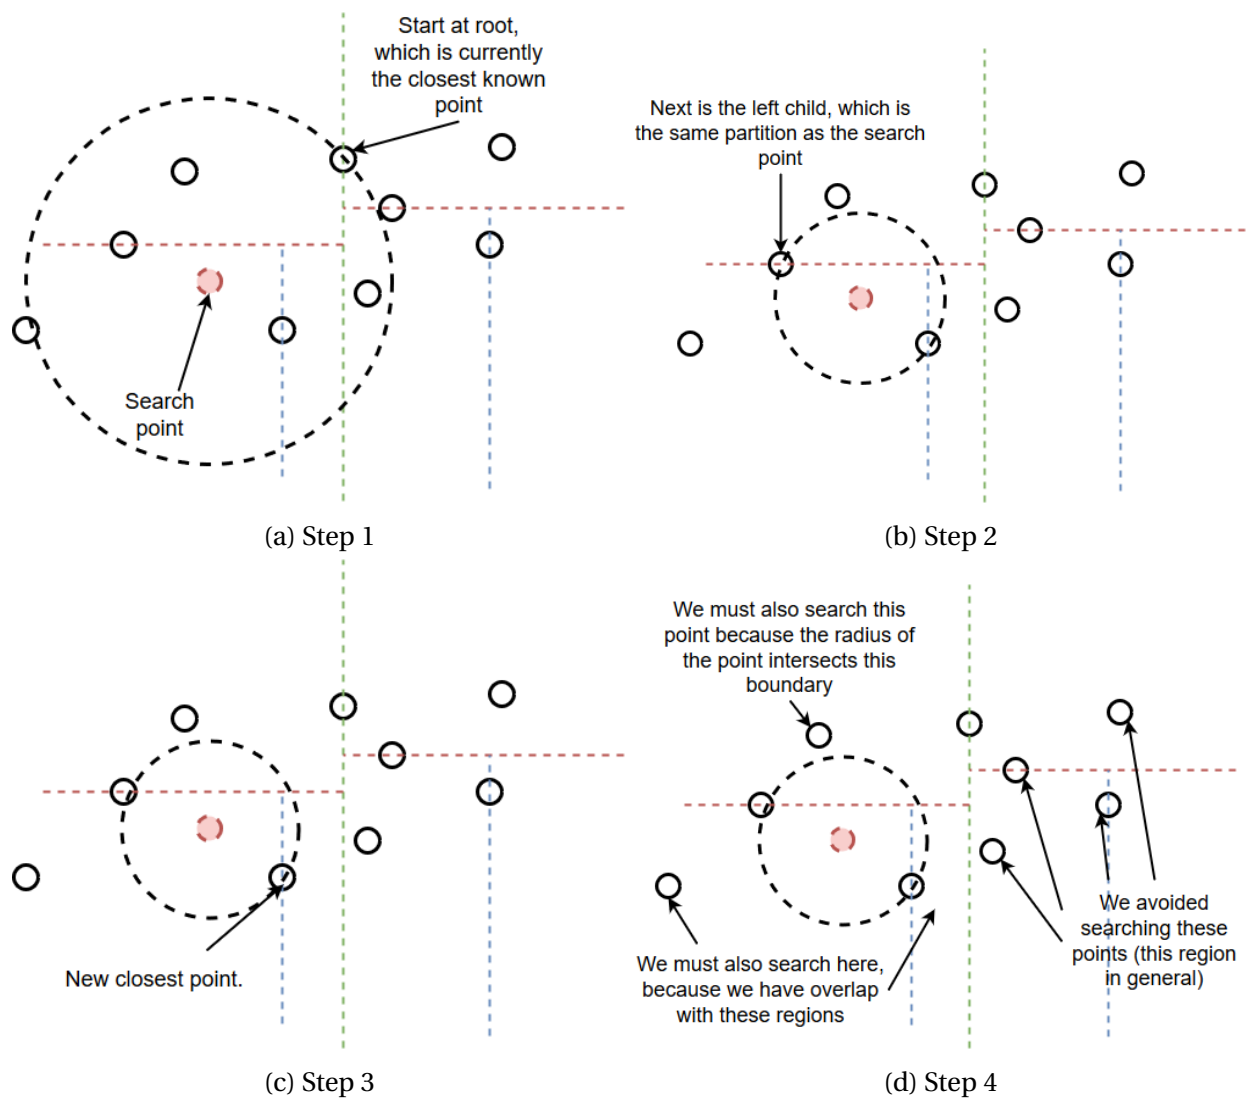 Start at root,
which is currently
the closest known
point
Search
point
(a) Step 1
Next is the left child, which is
the same partition as the search
point
(b) Step 2
New closest point.
(c) Step 3
We must also search this
point because the radius of
the point intersects this
boundary
We must also search here,
because we have overlap
with these regions
We avoided
searching these
points (this region
in general)
(d) Step 4